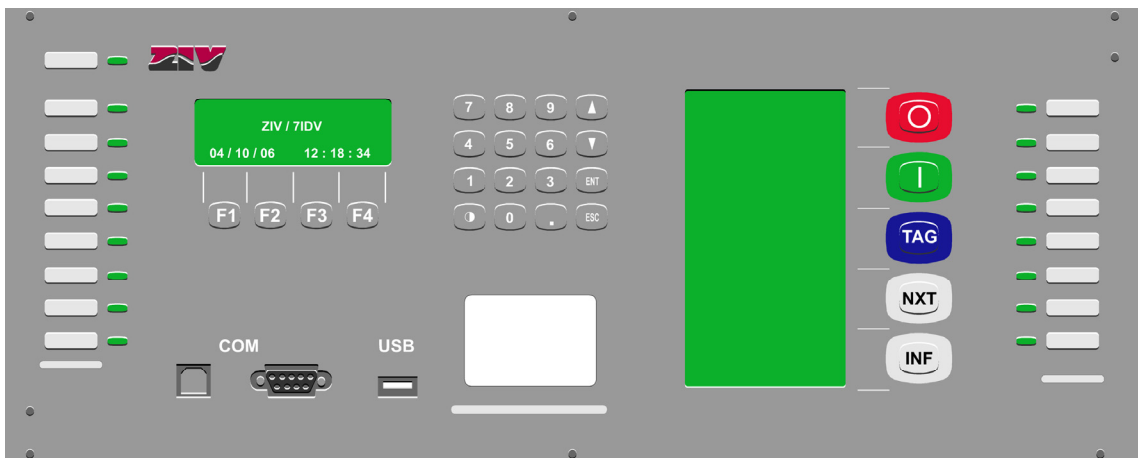 ZIV
ZIV / 7IDV
04 / 10 / 06 12 : 18 : 34
F1 F2 F3 F4
7 8 9
4 5 6
1 2 3 ENT
0 . ESC
O
I
TAG
NXT
INF
COM USB